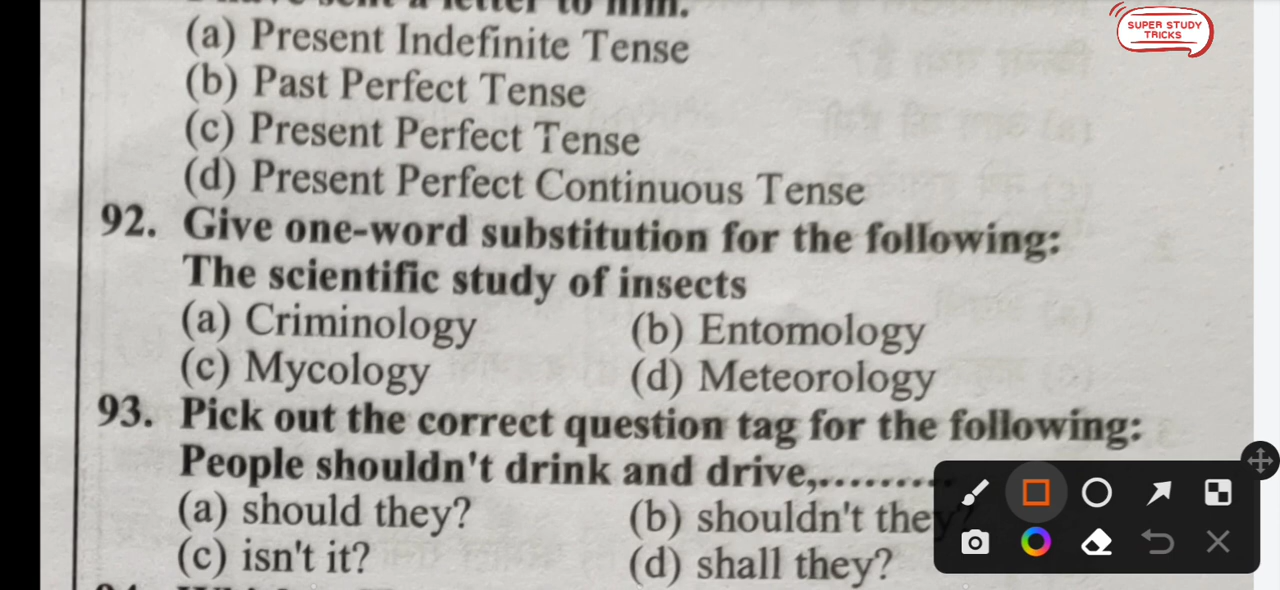 to him.
(a) Present Indefinite Tense
(b) Past Perfect Tense
(c) Present Perfect Tense
(d) Present Perfect Continuous Tense
92. Give one-word substitution for the following:
The scientific study of insects
(a) Criminology (b) Entomology
(c) Mycology (d) Meteorology
93. Pick out the correct question tag for the following:
People shouldn't drink and drive,.........
(a) should they? (b) shouldn't they?
(c) isn't it? (d) shall they?
SUPER STUDY
TRICKS